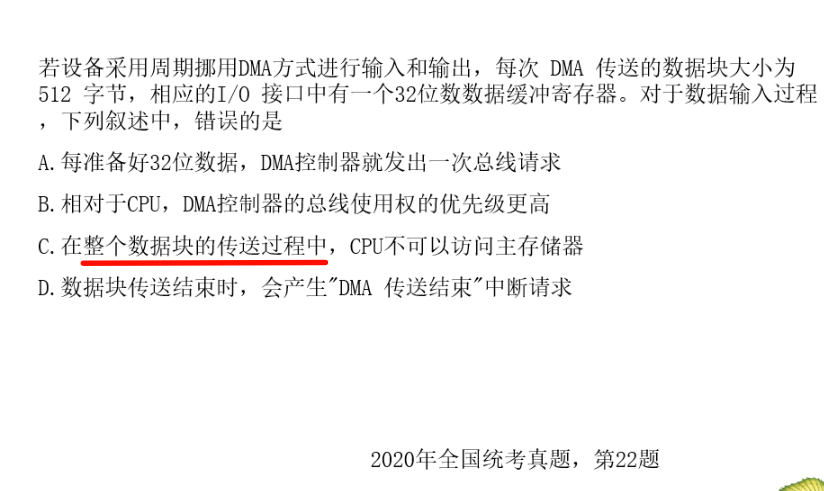 若设备采用周期挪用DMA方式进行输入和输出，每次 DMA 传送的数据块大小为
512 字节，相应的I/O 接口中有一个32位数数据缓冲寄存器。对于数据输入过程
，下列叙述中，错误的是
A.每准备好32位数据，DMA控制器就发出一次总线请求
B.相对于CPU，DMA控制器的总线使用权的优先级更高
C.在整个数据块的传送过程中，CPU不可以访问主存储器
D.数据块传送结束时，会产生"DMA 传送结束"中断请求
2020年全国统考真题，第22题